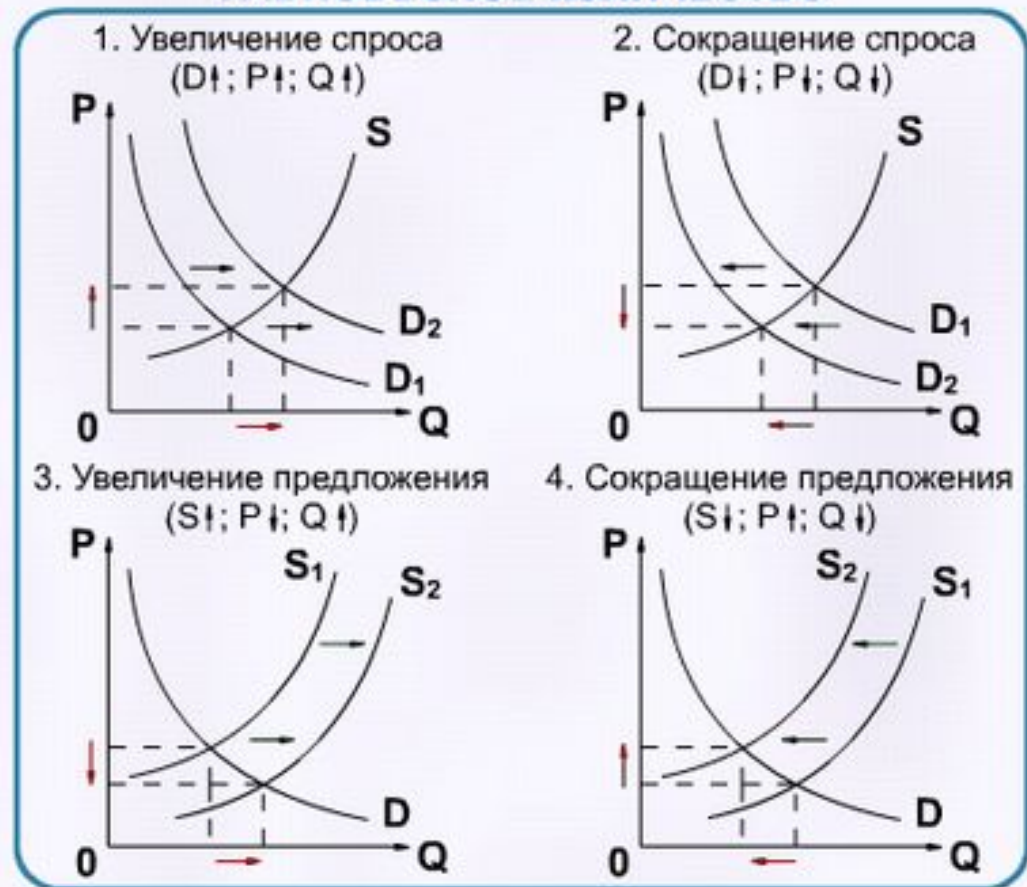 1. Увеличение спроса
(D↑; P↑; Q↑)
P
S
D₂
D₁
0
Q
2. Сокращение спроса
(D↓; P↓; Q↓)
P
S
D₁
D₂
0
Q
3. Увеличение предложения
(S↑; P↓; Q↑)
P
S₁
S₂
D
0
Q
4. Сокращение предложения
(S↓; P↑; Q↓)
P
S₂
S₁
D
0
Q